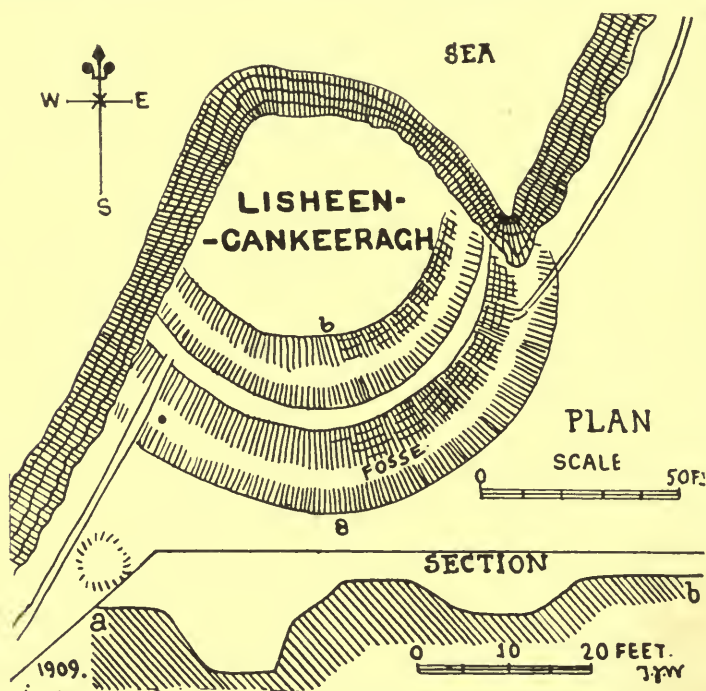 SEA
W E
S
LISHEEN-
-CANKEERAGH
b
FOSSE
a
PLAN
SCALE
0 50 F
SECTION
a b
0 10 20 FEET.
1909.